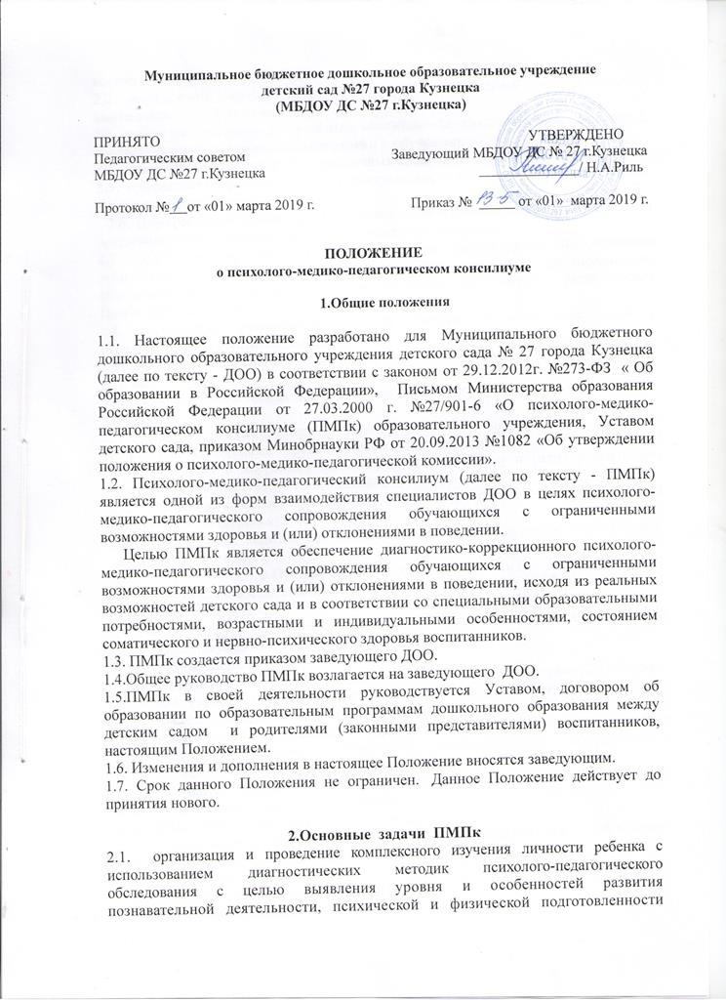 Муниципальное бюджетное дошкольное образовательное учреждение
детский сад №27 города Кузнецка
(МБДОУ ДС №27 г.Кузнецка)
ПРИНЯТО УТВЕРЖДЕНО
Педагогическим советом Заведующий МБДОУ ДС № 27 г.Кузнецка
МБДОУ ДС №27 г.Кузнецка ______________/ Н.А.Риль
Протокол № 1 от «01» марта 2019 г. Приказ № 13-5 от «01» марта 2019 г.
ПОЛОЖЕНИЕ
о психолого-медико-педагогическом консилиуме
1.Общие положения
1.1. Настоящее положение разработано для Муниципального бюджетного
дошкольного образовательного учреждения детского сада № 27 города Кузнецка
(далее по тексту - ДОО) в соответствии с законом от 29.12.2012г. №273-ФЗ « Об
образовании в Российской Федерации», Письмом Министерства образования
Российской Федерации от 27.03.2000 г. №27/901-6 «О психолого-медико-
педагогическом консилиуме (ПМПк) образовательного учреждения, Уставом
детского сада, приказом Минобрнауки РФ от 20.09.2013 №1082 «Об утверждении
положения о психолого-медико-педагогической комиссии».
1.2. Психолого-медико-педагогический консилиум (далее по тексту - ПМПк)
является одной из форм взаимодействия специалистов ДОО в целях психолого-
медико-педагогического сопровождения обучающихся с ограниченными
возможностями здоровья и (или) отклонениями в поведении.
Целью ПМПк является обеспечение диагностико-коррекционного психолого-
медико-педагогического сопровождения обучающихся с ограниченными
возможностями здоровья и (или) отклонениями в поведении, исходя из реальных
возможностей детского сада и в соответствии со специальными образовательными
потребностями, возрастными и индивидуальными особенностями, состоянием
соматического и нервно-психического здоровья воспитанников.
1.3. ПМПк создается приказом заведующего ДОО.
1.4.Общее руководство ПМПк возлагается на заведующего ДОО.
1.5.ПМПк в своей деятельности руководствуется Уставом, договором об
образовании по образовательным программам дошкольного образования между
детским садом и родителями (законными представителями) воспитанников,
настоящим Положением.
1.6. Изменения и дополнения в настоящее Положение вносятся заведующим.
1.7. Срок данного Положения не ограничен. Данное Положение действует до
принятия нового.
2.Основные задачи ПМПк
2.1. организация и проведение комплексного изучения личности ребенка с
использованием диагностических методик психолого-педагогического
обследования с целью выявления уровня и особенностей развития
познавательной деятельности, психической и физической подготовленности